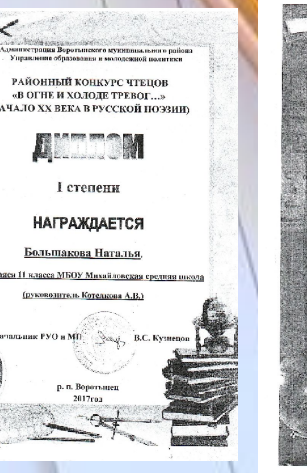 Администрация Воротынского муниципального района
Управление образования и молодежной политики
РАЙОННЫЙ КОНКУРС ЧТЕЦОВ
«В ОГНЕ И ХОЛОДЕ ТРЕВОГ...»
НАЧАЛО XX ВЕКА В РУССКОЙ ПОЭЗИИ)
ДИПЛОМ
I степени
НАГРАЖДАЕТСЯ
Большакова Наталья,
11 класса МБОУ Михайловская средняя школа
(руководитель Котелкова А.В.)
начальник РУО и МП В.С. Кузнецов
р. п. Воротынец
2017год